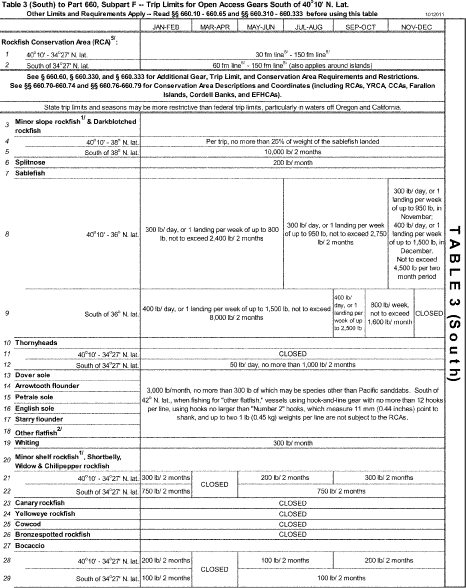 Table 3 (South) to Part 660, Subpart F -- Trip Limits for Open Access Gears South of 40°10' N. Lat.
Other Limits and Requirements Apply -- Read §§ 660.10 - 660.65 and §§ 660.310 - 660.333 before using this table
JAN-FEB MAR-APR MAY-JUN JUL-AUG SEP-OCT NOV-DEC
Rockfish Conservation Area (RCA)5/:
1 40°10' - 34°27' N. lat. 30 fm - 150 fm
2 South of 34°27' N. lat. 60 fm - 150 fm (also applies around islands)
See § 660.60, § 660.330, and § 660.333 for Additional Gear, Trip Limit, and Conservation Area Requirements and Restrictions.
See §§ 660.70-660.74 and §§ 660.76-660.79 for Conservation Area Descriptions and Coordinates (including RCAs, YRCA, CCAs, Farallon
Islands, Cordell Banks, and EFHCAs).
State trip limits and seasons may be more restrictive than federal trip limits, particularly in waters off Oregon and California.
3 Minor slope rockfish1/ & Darkblotched
rockfish
4 40°10' - 38° N. lat. Per trip, no more than 25% of weight of the sablefish landed
5 South of 38° N. lat. 10,000 lb/ 2 months
6 Splitnose 200 lb/ month
7 Sablefish
8 40°10' - 36° N. lat.
300 lb/ day, or 1 landing per week of up to 800
lb, not to exceed 2,400 lb/ 2 months
300 lb/ day, or 1 landing per week
of up to 950, not to exceed 2,750
lb/ 2 months
300 lb/ day, or 1
landing per week
of up to 950 lb, in
November;
400 lb/ day, or 1
landing per week
of up to 1,500 lb, in
December.
Not to exceed
4,500 lb per two
month period
9 South of 36° N. lat.
400 lb/ day, or 1 landing per week of up to 1,500 lb, not to exceed
8,000 lb/ 2 months
400 lb/
day, or 1
landing per
week of up
to 2,500 lb
800 lb/ week,
not to exceed
1,600 lb/ month
CLOSED
10 Thornyheads
11 40°10' - 34°27' N. lat. CLOSED
12 South of 34°27' N. lat. 50 lb/ day, no more than 1,000 lb/ 2 months
13 Dover sole
14 Arrowtooth flounder
15 Petrale sole
16 English sole
17 Starry flounder
18 Other flatfish2/
3,000 lb/month, no more than 300 lb of which may be species other than Pacific sanddabs. South of
42° N. lat., when fishing for "other flatfish," vessels using hook-and-line gear with no more than 12 hooks
per line, using hooks no larger than "Number 2" hooks, which measure 11 mm (0.44 inches) point to
shank, and up to two 1 lb (0.45 kg) weights per line are not subject to the RCAs.
19 Whiting 300 lb/ month
20 Minor shelf rockfish1/, Shortbelly,
Widow & Chilipepper rockfish
21 40°10' - 34°27' N. lat. 300 lb/ 2 months CLOSED 200 lb/ 2 months 300 lb/ 2 months
22 South of 34°27' N. lat. 750 lb/ 2 months 750 lb/ 2 months
23 Canary rockfish CLOSED
24 Yelloweye rockfish CLOSED
25 Cowcod CLOSED
26 Bronzespotted rockfish CLOSED
27 Bocaccio
28 40°10' - 34°27' N. lat. 200 lb/ 2 months CLOSED 100 lb/ 2 months 200 lb/ 2 months
29 South of 34°27' N. lat. 100 lb/ 2 months 100 lb/ 2 months
TABLE 3 (South)